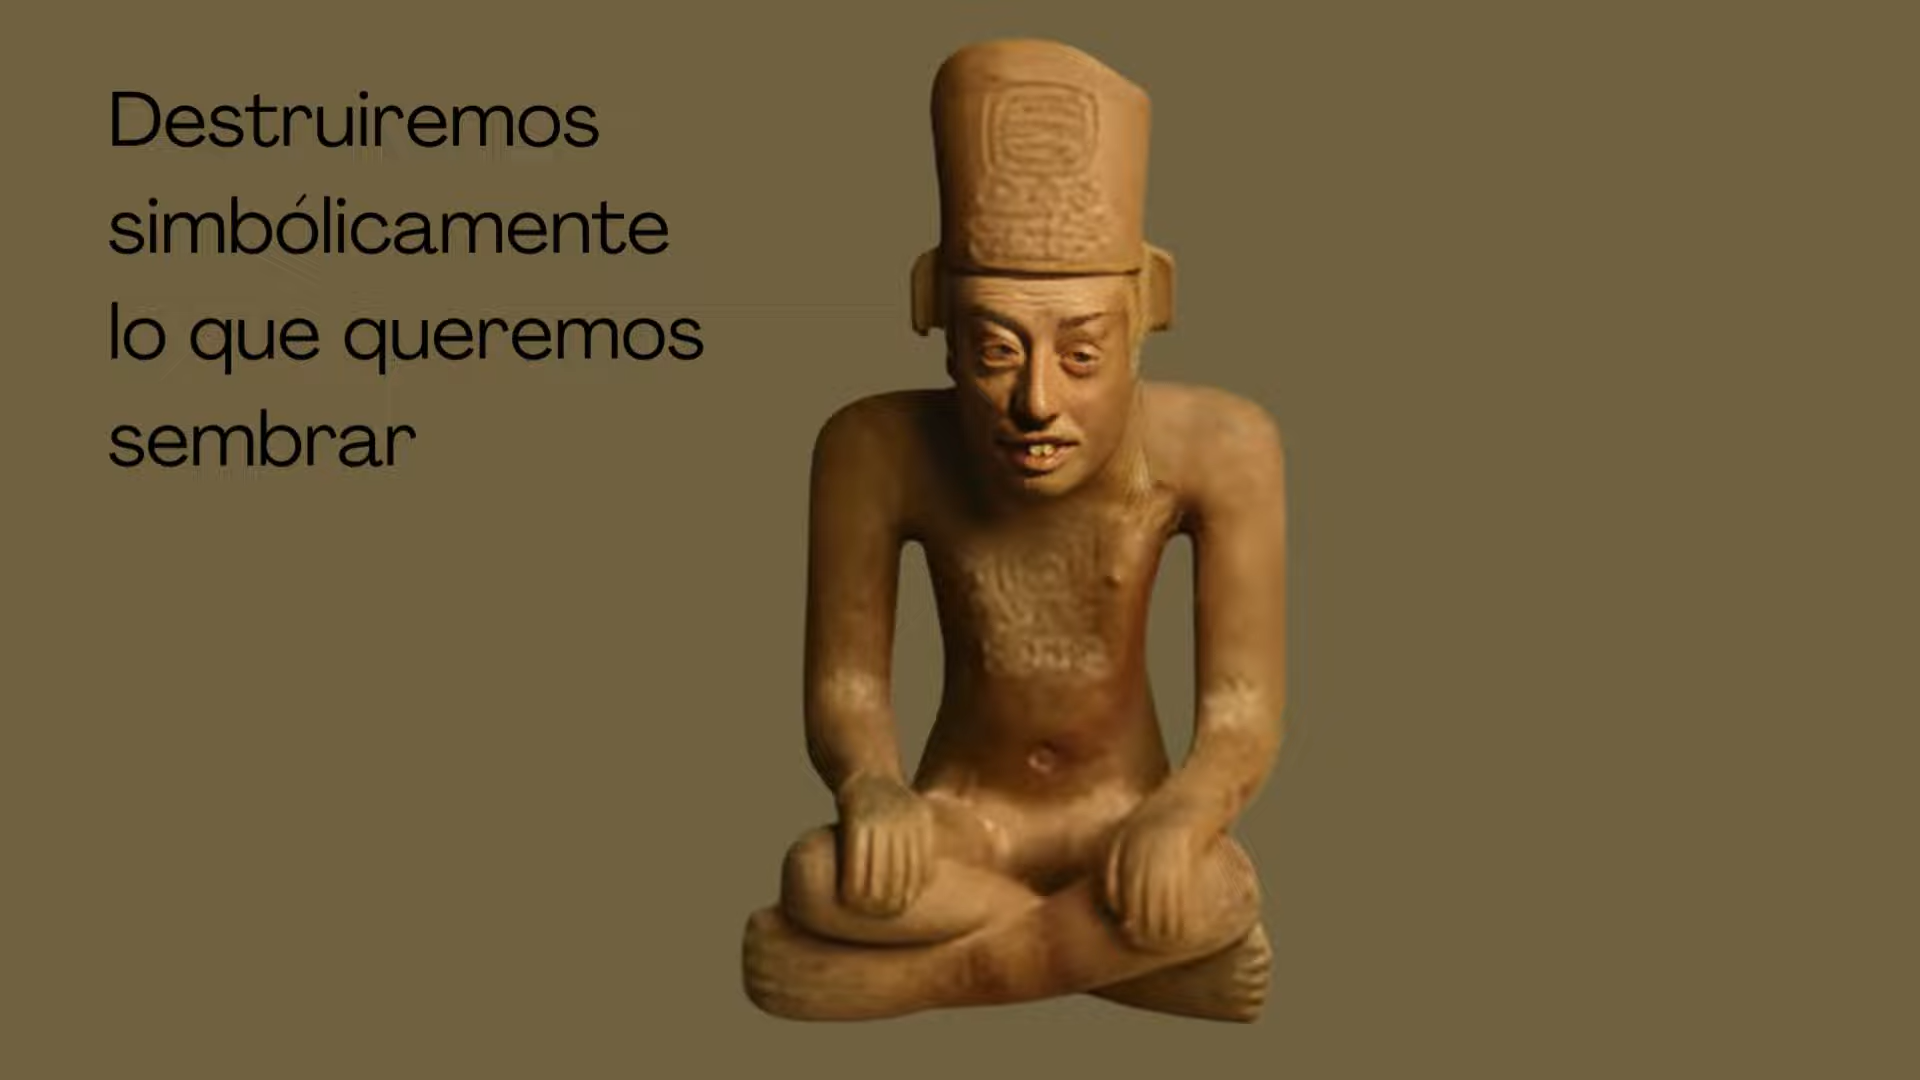 Destruiremos
simbólicamente
lo que queremos
sembrar